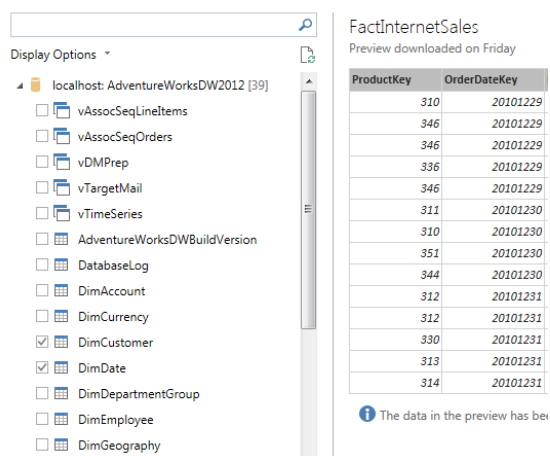 Display Options
localhost: AdventureWorksDW2012 [39]
vAssocSeqLineItems
vAssocSeqOrders
vDMPrep
vTargetMail
vTimeSeries
AdventureWorksDWBuildVersion
DatabaseLog
DimAccount
DimCurrency
DimCustomer
DimDate
DimDepartmentGroup
DimEmployee
DimGeography
FactInternetSales
Preview downloaded on Friday
ProductKey OrderDateKey
310 20101229
346 20101229
346 20101229
336 20101229
346 20101229
311 20101230
310 20101230
351 20101230
344 20101230
312 20101231
312 20101231
330 20101231
313 20101231
314 20101231
The data in the preview has